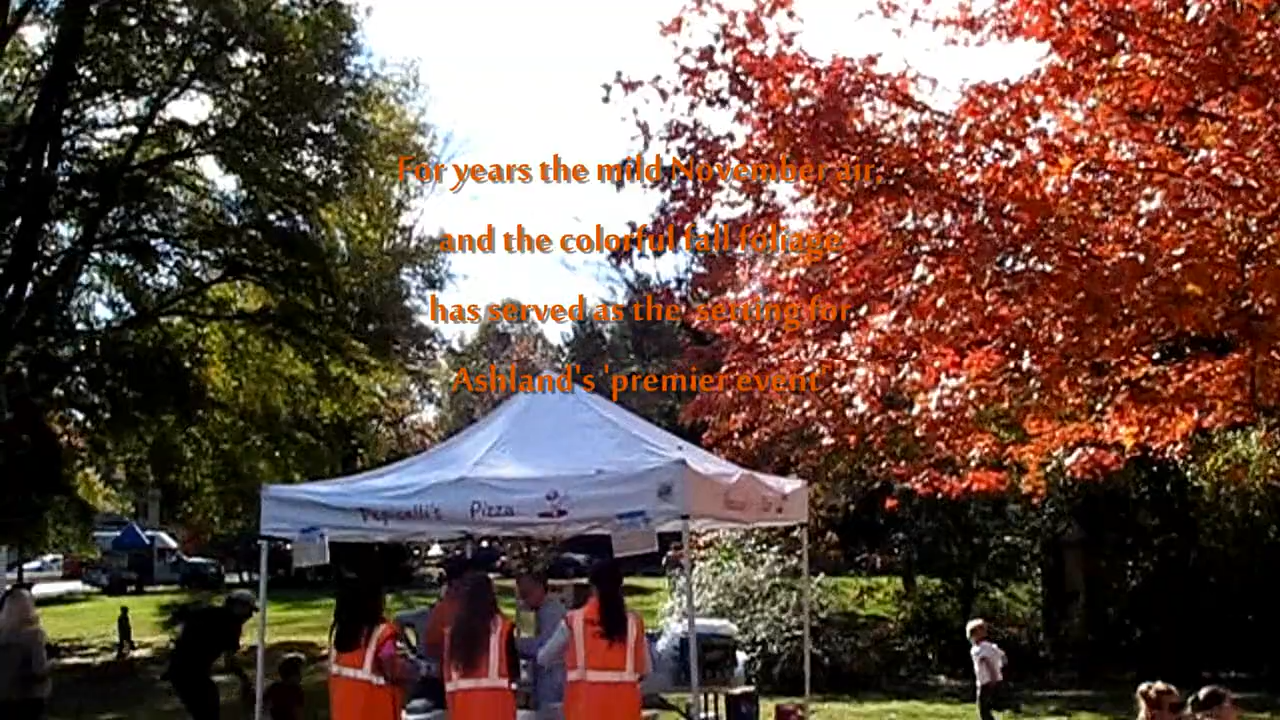 For years the mild November air,
and the colorful fall foliage
has served as the setting for
Ashland's 'premier event'
Pizza